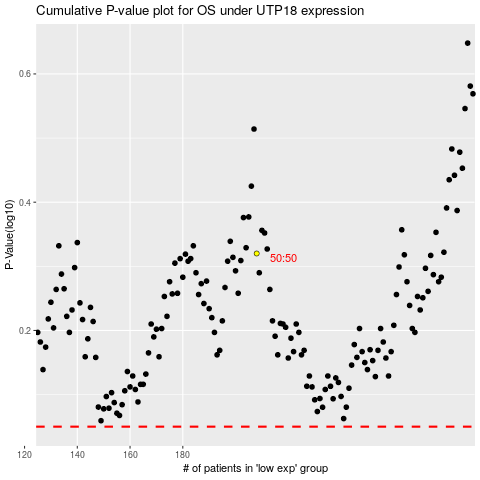 Cumulative P-value plot for OS under UTP18 expression
P-Value(log10)
0.6
0.4
0.2
50:50
120 140 160 180
# of patients in 'low exp' group